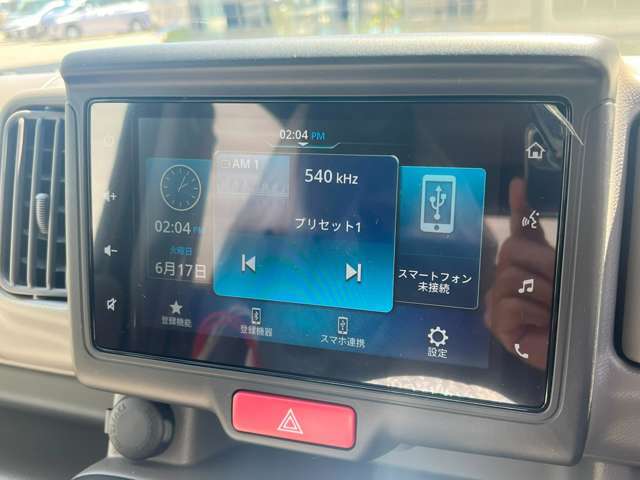 02:04 PM
AM 1
540 kHz
プリセット1
02:04 PM
火曜日
6月17日
スマートフォン
未接続
登録機能
登録機器
スマホ連携
設定